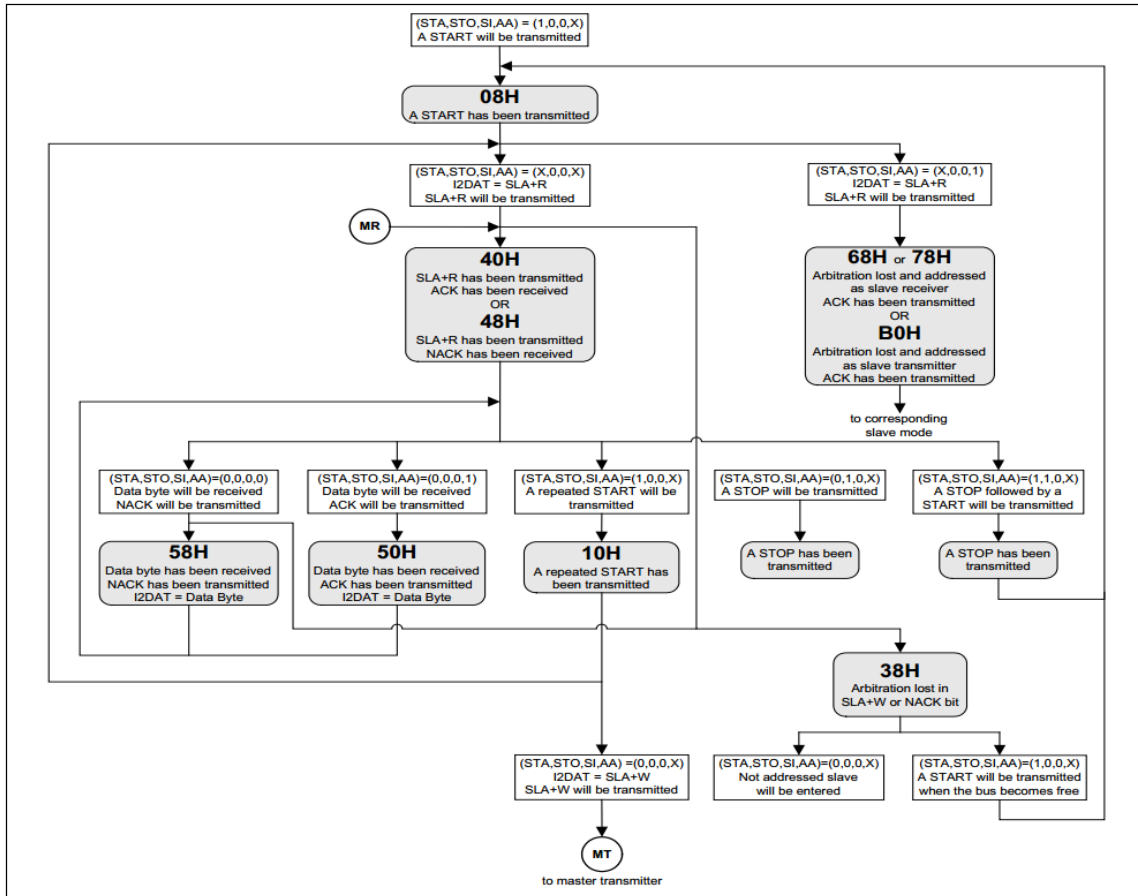 (STA,STO,SI,AA) = (1,0,0,X)
A START will be transmitted
08H
A START has been transmitted
(STA,STO,SI,AA) = (X,0,0,X)
I2DAT = SLA+R
SLA+R will be transmitted
(STA,STO,SI,AA) = (X,0,0,1)
I2DAT = SLA+R
SLA+R will be transmitted
MR
40H
SLA+R has been transmitted
ACK has been received
OR
48H
SLA+R has been transmitted
NACK has been received
68H or 78H
Arbitration lost and addressed
as slave receiver
ACK has been transmitted
OR
B0H
Arbitration lost and addressed
as slave transmitter
ACK has been transmitted
to corresponding
slave mode
(STA,STO,SI,AA)=(0,0,0,0)
Data byte will be received
NACK will be transmitted
(STA,STO,SI,AA)=(0,0,0,1)
Data byte will be received
ACK will be transmitted
(STA,STO,SI,AA)=(1,0,0,X)
A repeated START will be
transmitted
(STA,STO,SI,AA)=(0,1,0,X)
A STOP will be transmitted
(STA,STO,SI,AA)=(1,1,0,X)
A STOP followed by a
START will be transmitted
58H
Data byte has been received
NACK has been transmitted
I2DAT = Data Byte
50H
Data byte has been received
ACK has been transmitted
I2DAT = Data Byte
10H
A repeated START has
been transmitted
A STOP has been
transmitted
A STOP has been
transmitted
38H
Arbitration lost in
SLA+W or NACK bit
(STA,STO,SI,AA) =(0,0,0,X)
I2DAT = SLA+W
SLA+W will be transmitted
(STA,STO,SI,AA)=(0,0,0,X)
Not addressed slave
will be entered
(STA,STO,SI,AA)=(1,0,0,X)
A START will be transmitted
when the bus becomes free
MT
to master transmitter